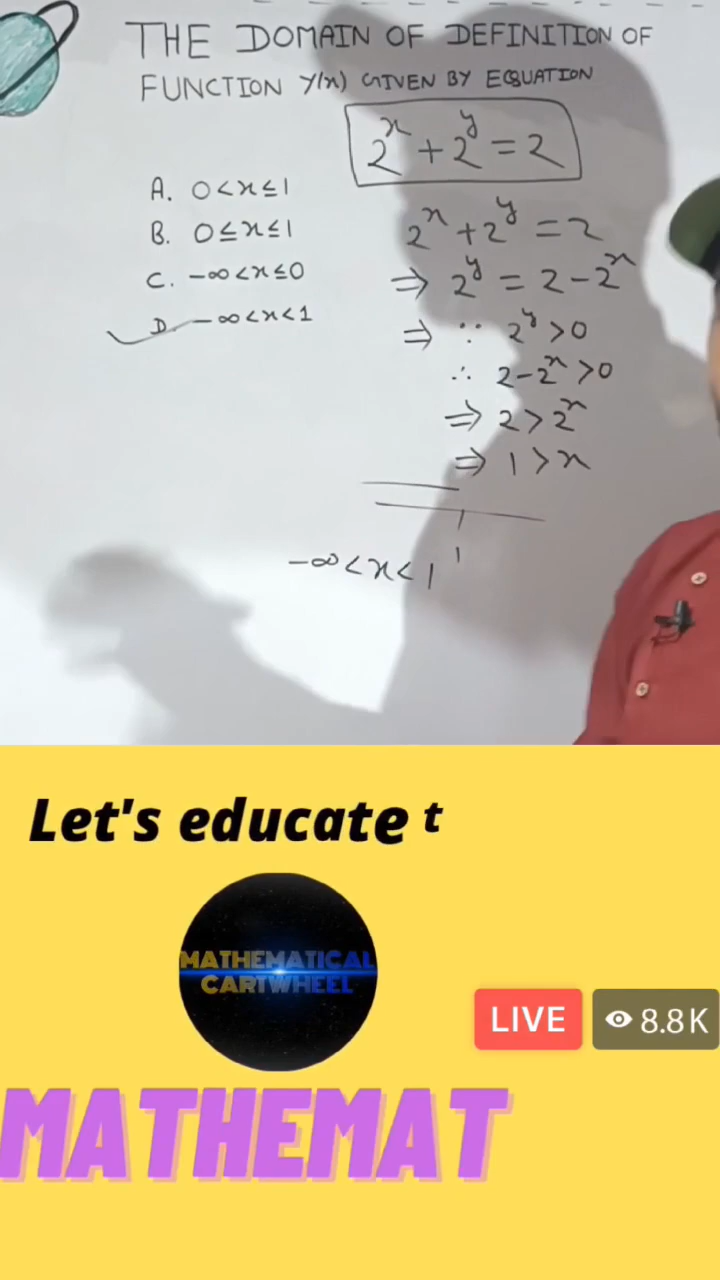 THE DOMAIN OF DEFINITION OF
FUNCTION y(x) GIVEN BY EQUATION
2^x + 2^y = 2
A. 0 < x ≤ 1
B. 0 ≤ x ≤ 1
C. -∞ < x ≤ 0
D. -∞ < x < 1
2^x + 2^y = 2
⇒ 2^y = 2 - 2^x
⇒ ∵ 2^y > 0
∴ 2 - 2^x > 0
⇒ 2 > 2^x
⇒ 1 > x
1
-∞ < x < 1
Let's educate t
MATHEMATICAL
CARTWHEEL
LIVE 8.8K
MATHEMAT